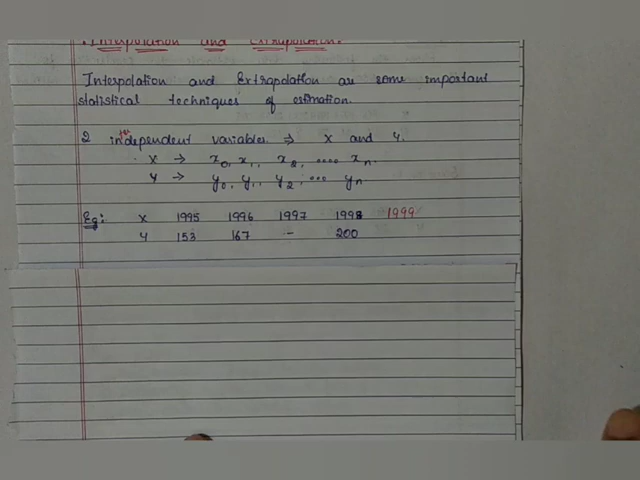 Interpolation and Extrapolation.
Interpolation and Extrapolation are some important
statistical techniques of estimation.
2 interdependent variables → X and Y.
X → x₀, x₁, x₂, .... xₙ.
Y → y₀, y₁, y₂, ... yₙ.
Eg: X 1995 1996 1997 1998 1999
Y 153 167 - 200